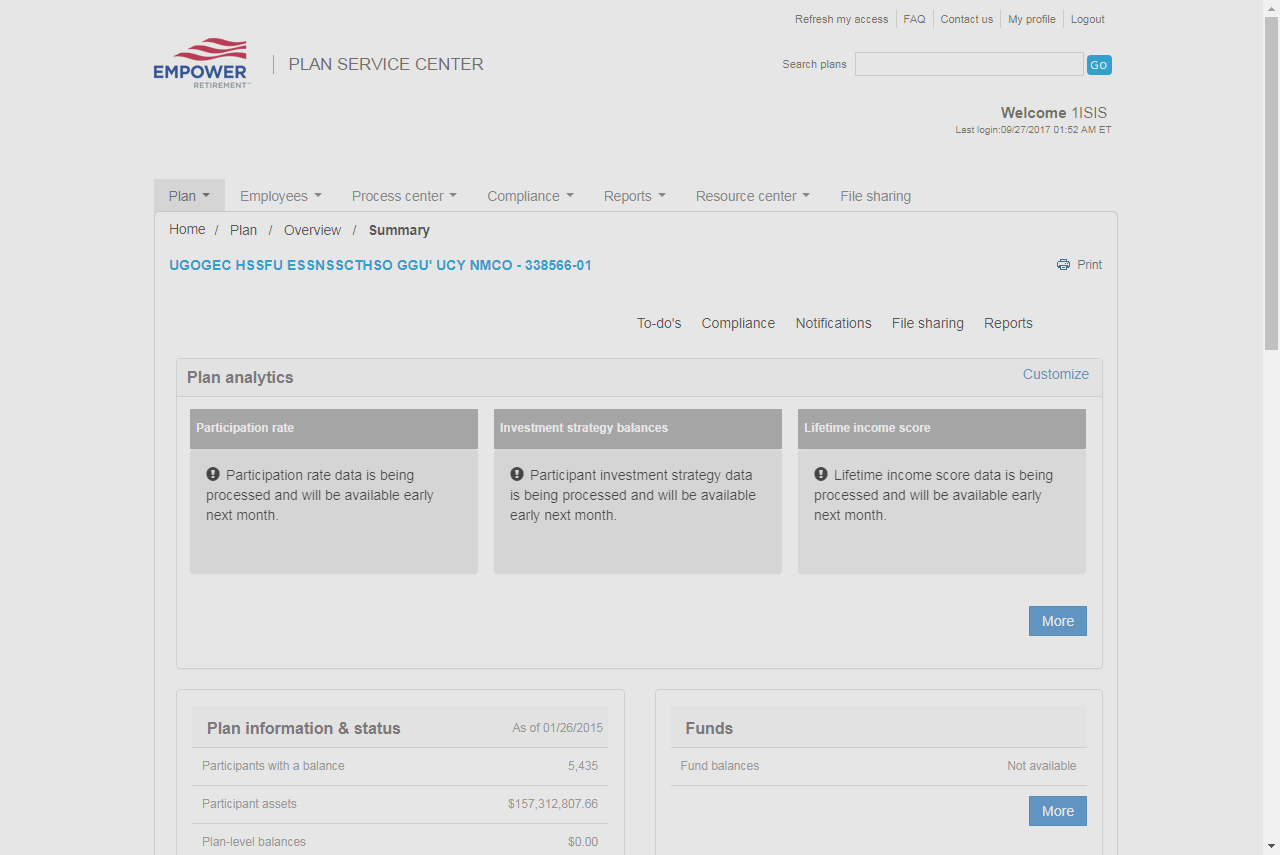 Refresh my access FAQ Contact us My profile Logout
EMPOWER
RETIREMENT
PLAN SERVICE CENTER
Search plans Go
Welcome 1ISIS
Last login:09/27/2017 01:52 AM ET
Plan Employees Process center Compliance Reports Resource center File sharing
Home / Plan / Overview / Summary
UGOGEC HSSFU ESSNSSCTHSO GGU' UCY NMCO - 338566-01 Print
To-do's Compliance Notifications File sharing Reports
Plan analytics Customize
Participation rate
Participation rate data is being
processed and will be available early
next month.
Investment strategy balances
Participant investment strategy data
is being processed and will be available
early next month.
Lifetime income score
Lifetime income score data is being
processed and will be available early
next month.
More
Plan information & status As of 01/26/2015
Participants with a balance 5,435
Participant assets $157,312,807.66
Plan-level balances $0.00
Funds
Fund balances Not available
More